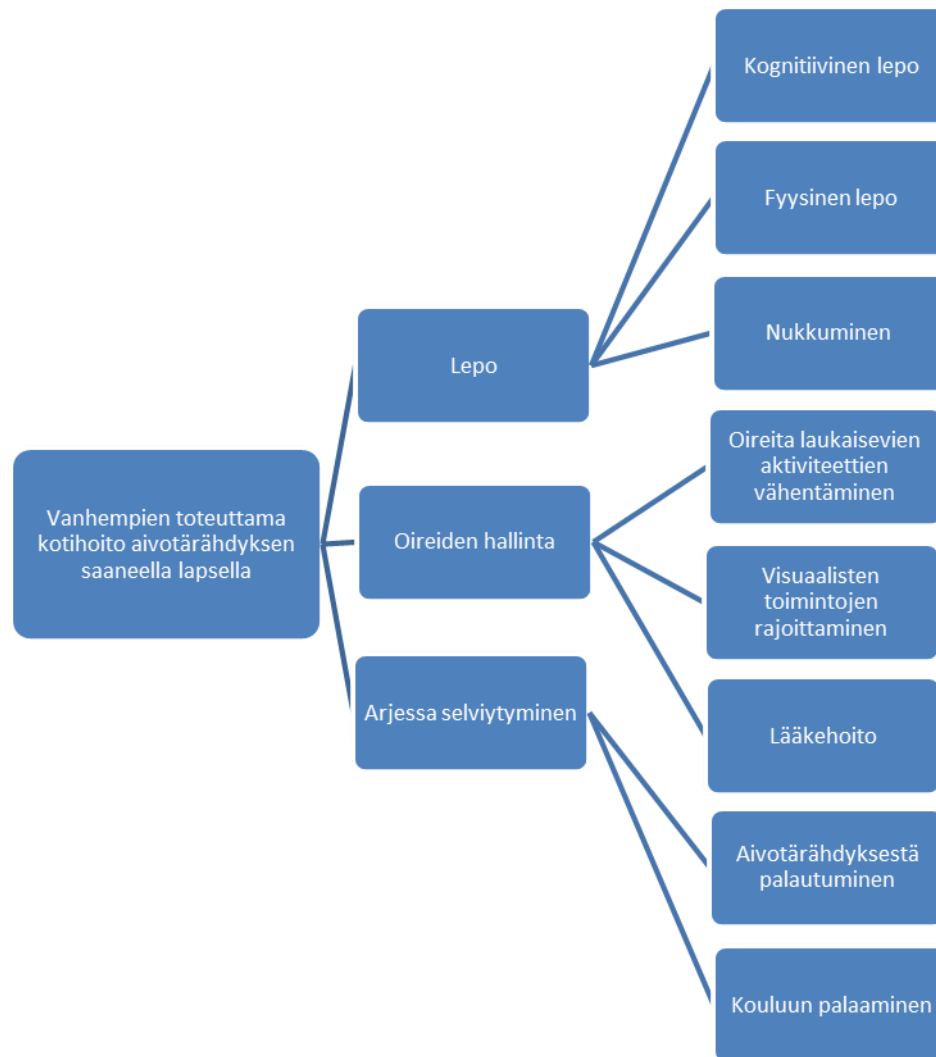 Kognitiivinen lepo
Fyysinen lepo
Nukkuminen
Lepo
Oireita laukaisevien
aktiviteettien
vähentäminen
Vanhempien toteuttama
kotihoito aivotärähdyksen
saaneella lapsella
Oireiden hallinta
Visuaalisten
toimintojen
rajoittaminen
Arjessa selviytyminen
Lääkehoito
Aivotärähdyksestä
palautuminen
Kouluun palaaminen